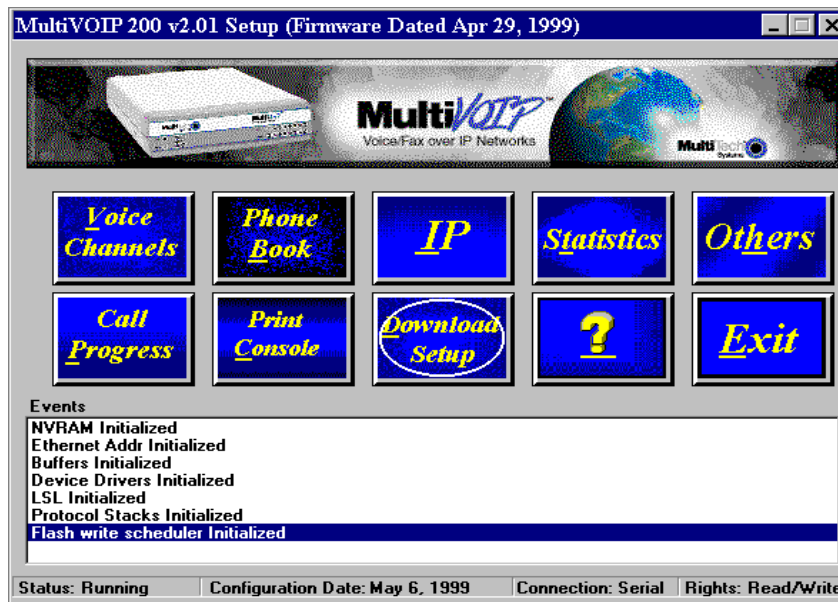 MultiVOIP 200 v2.01 Setup (Firmware Dated Apr 29, 1999)
MultiVOIP™
Voice/Fax over IP Networks
MultiTech
Systems
Voice
Channels
Phone
Book
IP
Statistics
Others
Call
Progress
Print
Console
Download
Setup
?
Exit
Events
NVRAM Initialized
Ethernet Addr Initialized
Buffers Initialized
Device Drivers Initialized
LSL Initialized
Protocol Stacks Initialized
Flash write scheduler Initialized
Status: Running
Configuration Date: May 6, 1999
Connection: Serial
Rights: Read/Write